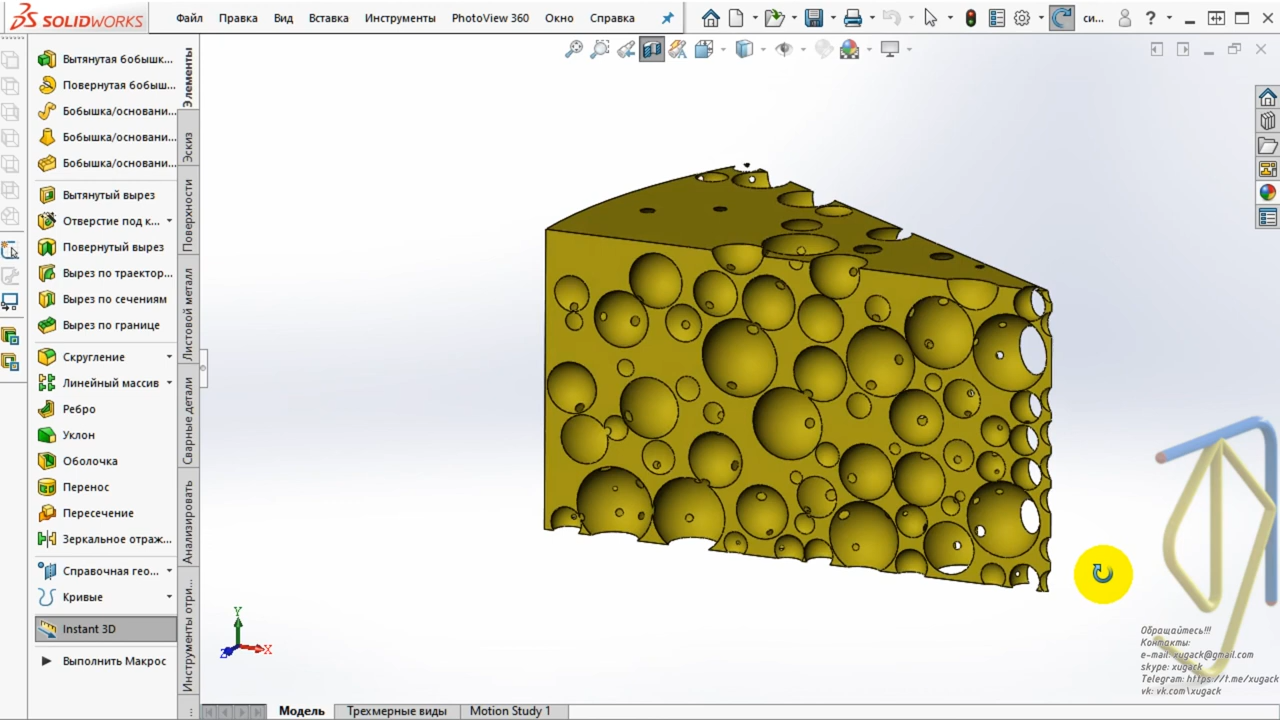 SOLIDWORKS
Файл Правка Вид Вставка Инструменты PhotoView 360 Окно Справка
си...
?
Вытянутая бобышк...
Повернутая бобыш...
Бобышка/основани...
Бобышка/основани...
Бобышка/основани...
Вытянутый вырез
Отверстие под к...
Повернутый вырез
Вырез по траектор...
Вырез по сечениям
Вырез по границе
Скругление
Линейный массив
Ребро
Уклон
Оболочка
Перенос
Пересечение
Зеркальное отраж...
Справочная гео...
Кривые
Instant 3D
Выполнить Макрос
Элементы
Эскиз
Поверхности
Листовой металл
Сварные детали
Анализировать
Инструменты отри...
Y
X
Z
Обращайтесь!!!
Контакты:
e-mail: xugack@gmail.com
skype: xugack
Telegram: https://t.me/xugack
vk: vk.com\xugack
Модель Трехмерные виды Motion Study 1